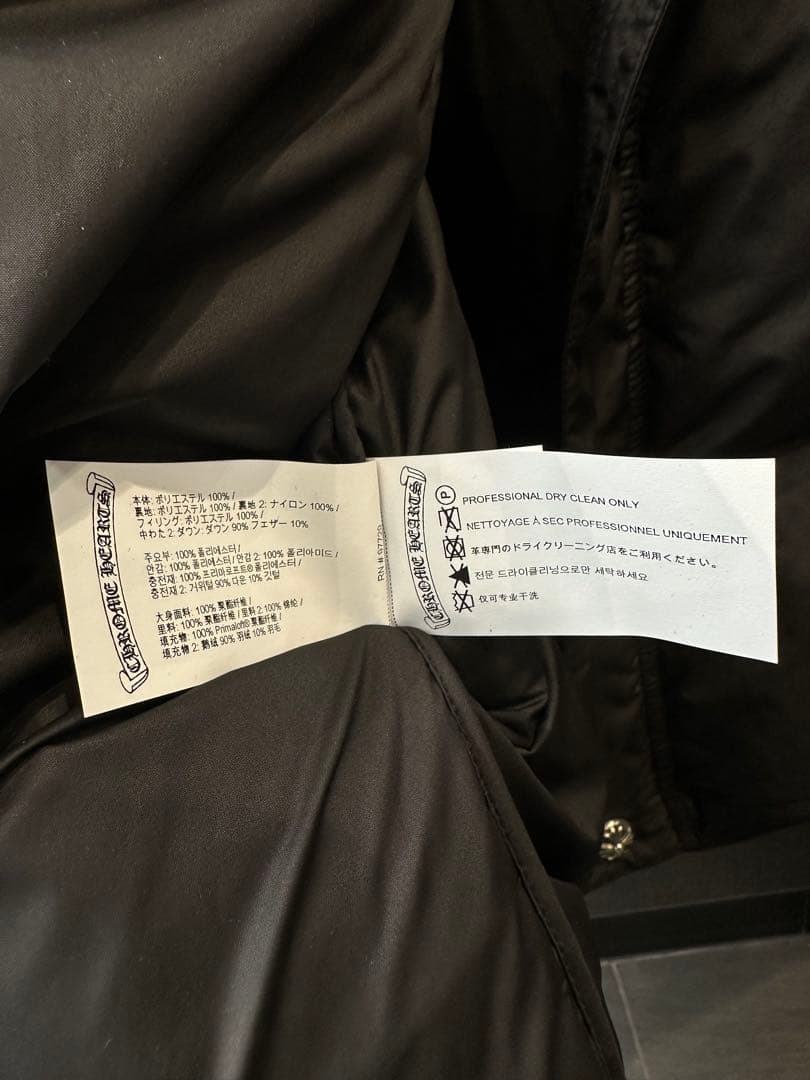 CHROME HEARTS
本体: ポリエステル 100% /
裏地: ポリエステル 100% / 裏地 2: ナイロン 100% /
フィリング: ポリエステル 100% /
中わた 2: ダウン: ダウン 90% フェザー 10%
주요부: 100% 폴리에스터 /
안감: 100% 폴리에스터 / 안감 2: 100% 폴리아미드 /
충전재: 100% 프리마로프트® 폴리에스터 /
충전재 2: 거위털 90% 다운 10% 깃털
大身面料: 100% 聚酯纤维 /
里料: 100% 聚酯纤维 / 里料 2:100% 锦纶 /
填充物: 100% Primaloft® 聚酯纤维 /
填充物 2: 鹅绒 90% 羽绒 10% 羽毛
RN # 97729
CHROME HEARTS
P PROFESSIONAL DRY CLEAN ONLY
NETTOYAGE À SEC PROFESSIONNEL UNIQUEMENT
革専門のドライクリーニング店をご利用ください。
전문 드라이클리닝으로만 세탁하세요
仅可专业干洗